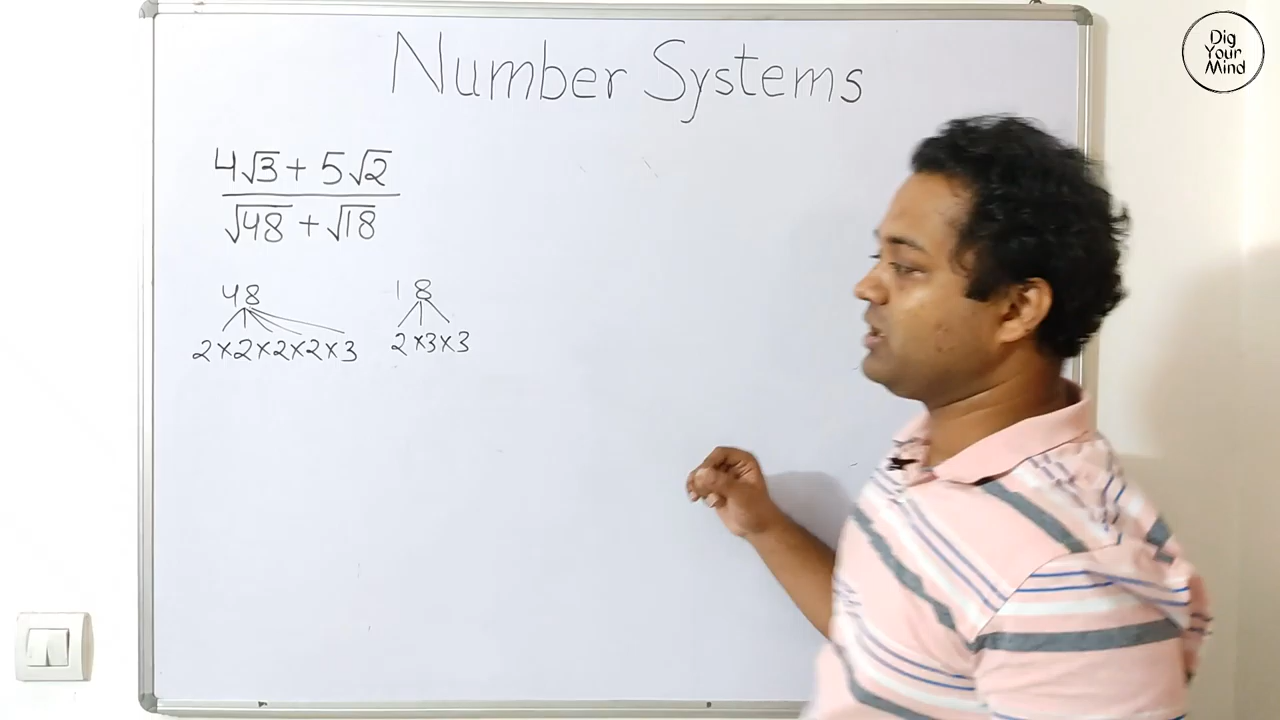 Number Systems
Dig
Your
Mind
4√3 + 5√2
√48 + √18
48 18
2×2×2×2×3 2×3×3